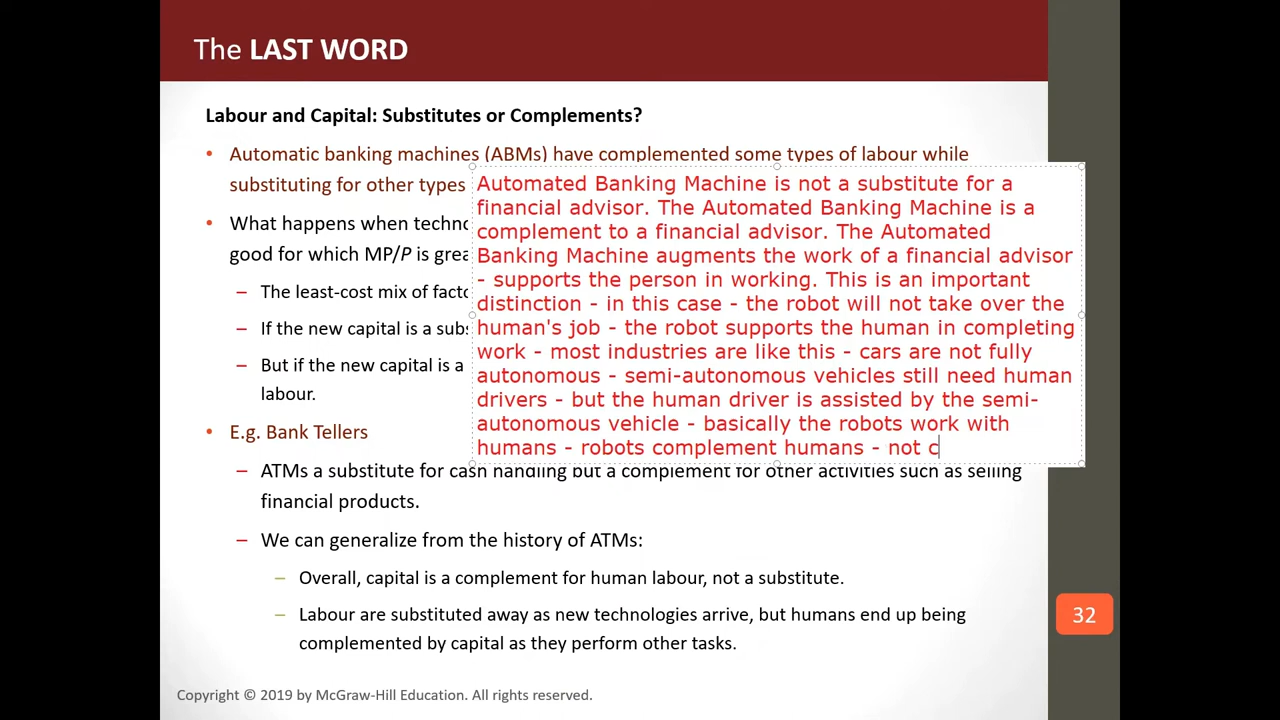 The LAST WORD
Labour and Capital: Substitutes or Complements?
• Automatic banking machines (ABMs) have complemented some types of labour while
substituting for other types
• What happens when techno
good for which MP/P is grea
– The least-cost mix of facto
– If the new capital is a subs
– But if the new capital is a
labour.
• E.g. Bank Tellers
– ATMs a substitute for cash handling but a complement for other activities such as selling
financial products.
– We can generalize from the history of ATMs:
– Overall, capital is a complement for human labour, not a substitute.
– Labour are substituted away as new technologies arrive, but humans end up being
complemented by capital as they perform other tasks.
Automated Banking Machine is not a substitute for a
financial advisor. The Automated Banking Machine is a
complement to a financial advisor. The Automated
Banking Machine augments the work of a financial advisor
- supports the person in working. This is an important
distinction - in this case - the robot will not take over the
human's job - the robot supports the human in completing
work - most industries are like this - cars are not fully
autonomous - semi-autonomous vehicles still need human
drivers - but the human driver is assisted by the semi-
autonomous vehicle - basically the robots work with
humans - robots complement humans - not c
32
Copyright © 2019 by McGraw-Hill Education. All rights reserved.